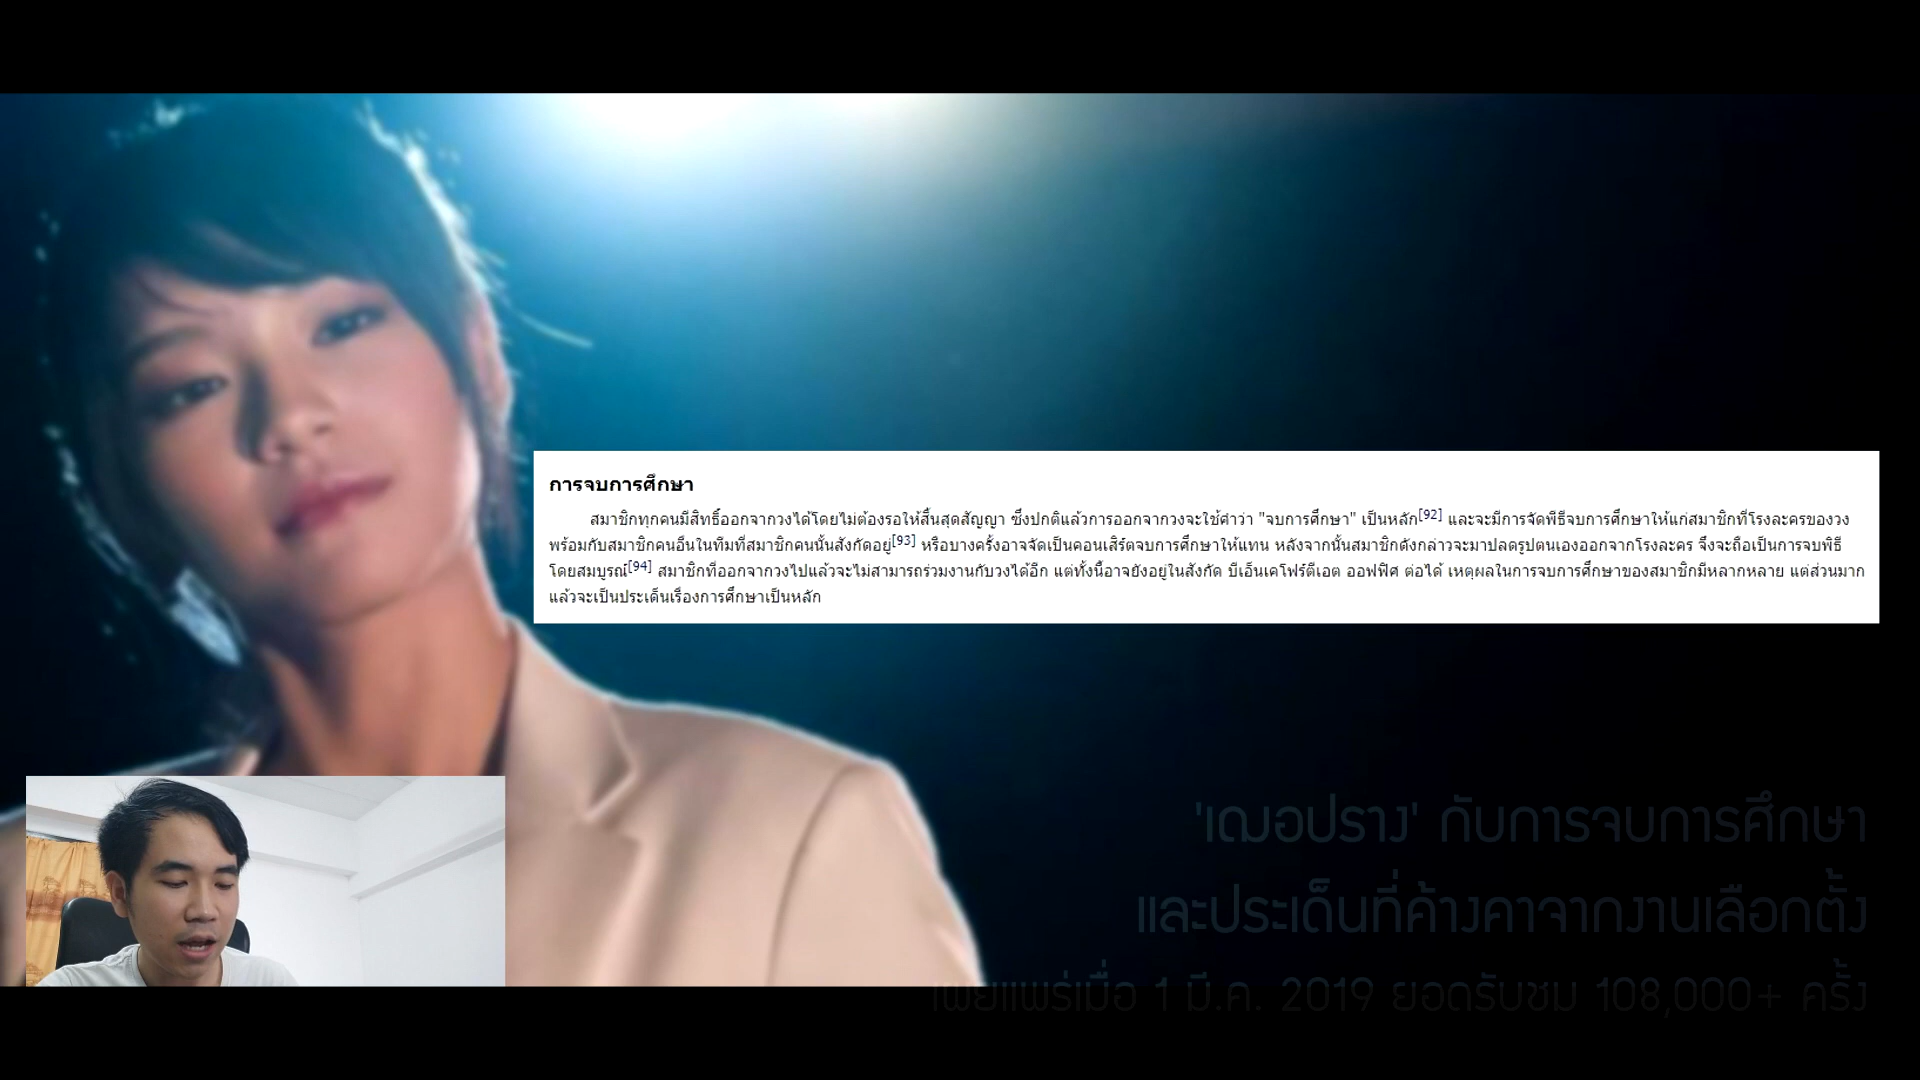 การจบการศึกษา
สมาชิกทุกคนมีสิทธิ์ออกจากวงได้โดยไม่ต้องรอให้สิ้นสุดสัญญา ซึ่งปกติแล้วการออกจากวงจะใช้คำว่า "จบการศึกษา" เป็นหลัก[92] และจะมีการจัดพิธีจบการศึกษาให้แก่สมาชิกที่โรงละครของวง
พร้อมกับสมาชิกคนอื่นในทีมที่สมาชิกคนนั้นสังกัดอยู่[93] หรือบางครั้งอาจจัดเป็นคอนเสิร์ตจบการศึกษาให้แทน หลังจากนั้นสมาชิกดังกล่าวจะมาปลดรูปตนเองออกจากโรงละคร จึงจะถือเป็นการจบพิธี
โดยสมบูรณ์[94] สมาชิกที่ออกจากวงไปแล้วจะไม่สามารถร่วมงานกับวงได้อีก แต่ทั้งนี้อาจยังอยู่ในสังกัด บีเอ็นเคโฟร์ตีเอต ออฟฟิศ ต่อได้ เหตุผลในการจบการศึกษาของสมาชิกมีหลากหลาย แต่ส่วนมาก
แล้วจะเป็นประเด็นเรื่องการศึกษาเป็นหลัก
'เฌอปราง' กับการจบการศึกษา
และประเด็นที่ค้างคาจากงานเลือกตั้ง
เผยแพร่เมื่อ 1 มี.ค. 2019 ยอดรับชม 108,000+ ครั้ง